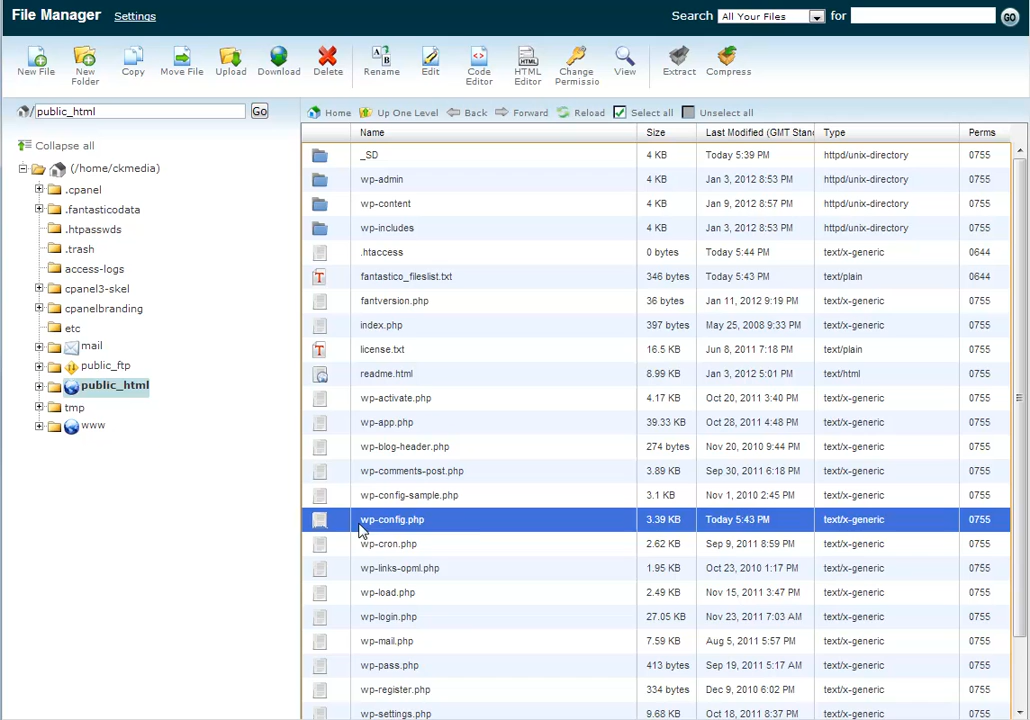 File Manager Settings Search All Your Files for GO
New File New Folder Copy Move File Upload Download Delete Rename Edit Code Editor HTML Editor Change Permissio View Extract Compress
/ public_html Go
Home Up One Level Back Forward Reload Select all Unselect all
Collapse all
(/home/ckmedia)
.cpanel
.fantasticodata
.htpasswds
.trash
access-logs
cpanel3-skel
cpanelbranding
etc
mail
public_ftp
public_html
tmp
www
Name Size Last Modified (GMT Stand Type Perms
_SD 4 KB Today 5:39 PM httpd/unix-directory 0755
wp-admin 4 KB Jan 3, 2012 8:53 PM httpd/unix-directory 0755
wp-content 4 KB Jan 9, 2012 8:57 PM httpd/unix-directory 0755
wp-includes 4 KB Jan 3, 2012 8:53 PM httpd/unix-directory 0755
.htaccess 0 bytes Today 5:44 PM text/x-generic 0644
fantastico_fileslist.txt 346 bytes Today 5:43 PM text/plain 0644
fantversion.php 36 bytes Jan 11, 2012 9:19 PM text/x-generic 0755
index.php 397 bytes May 25, 2008 9:33 PM text/x-generic 0755
license.txt 16.5 KB Jun 8, 2011 7:18 PM text/plain 0755
readme.html 8.99 KB Jan 3, 2012 5:01 PM text/html 0755
wp-activate.php 4.17 KB Oct 20, 2011 3:40 PM text/x-generic 0755
wp-app.php 39.33 KB Oct 28, 2011 4:48 PM text/x-generic 0755
wp-blog-header.php 274 bytes Nov 20, 2010 9:44 PM text/x-generic 0755
wp-comments-post.php 3.89 KB Sep 30, 2011 6:18 PM text/x-generic 0755
wp-config-sample.php 3.1 KB Nov 1, 2010 2:45 PM text/x-generic 0755
wp-config.php 3.39 KB Today 5:43 PM text/x-generic 0755
wp-cron.php 2.62 KB Sep 9, 2011 8:59 PM text/x-generic 0755
wp-links-opml.php 1.95 KB Oct 23, 2010 1:17 PM text/x-generic 0755
wp-load.php 2.49 KB Nov 15, 2011 3:47 PM text/x-generic 0755
wp-login.php 27.05 KB Nov 23, 2011 7:03 AM text/x-generic 0755
wp-mail.php 7.59 KB Aug 5, 2011 5:57 PM text/x-generic 0755
wp-pass.php 413 bytes Sep 19, 2011 5:17 AM text/x-generic 0755
wp-register.php 334 bytes Dec 9, 2010 6:02 PM text/x-generic 0755
wp-settings.php 9.68 KB Oct 18, 2011 8:37 PM text/x-generic 0755